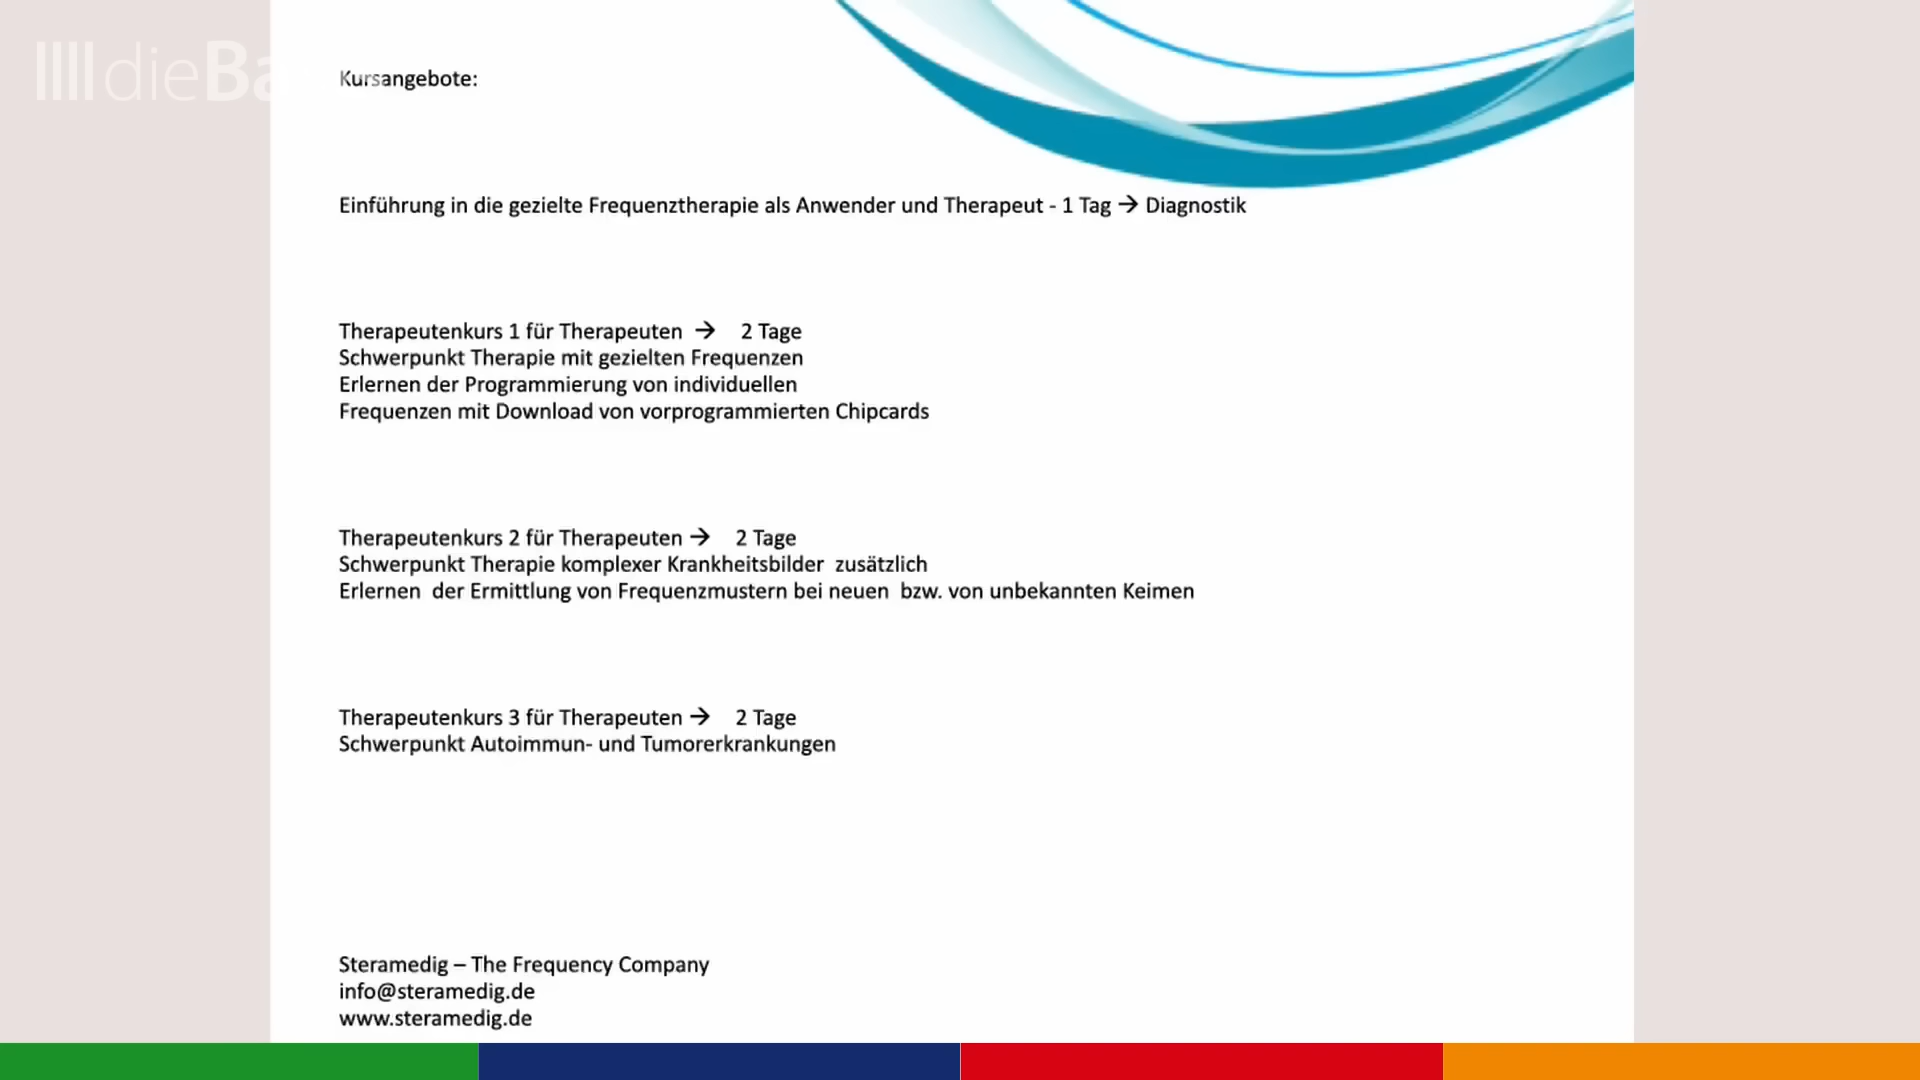 dieBa
Kursangebote:
Einführung in die gezielte Frequenztherapie als Anwender und Therapeut - 1 Tag → Diagnostik
Therapeutenkurs 1 für Therapeuten → 2 Tage
Schwerpunkt Therapie mit gezielten Frequenzen
Erlernen der Programmierung von individuellen
Frequenzen mit Download von vorprogrammierten Chipcards
Therapeutenkurs 2 für Therapeuten → 2 Tage
Schwerpunkt Therapie komplexer Krankheitsbilder zusätzlich
Erlernen der Ermittlung von Frequenzmustern bei neuen bzw. von unbekannten Keimen
Therapeutenkurs 3 für Therapeuten → 2 Tage
Schwerpunkt Autoimmun- und Tumorerkrankungen
Steramedig – The Frequency Company
info@steramedig.de
www.steramedig.de